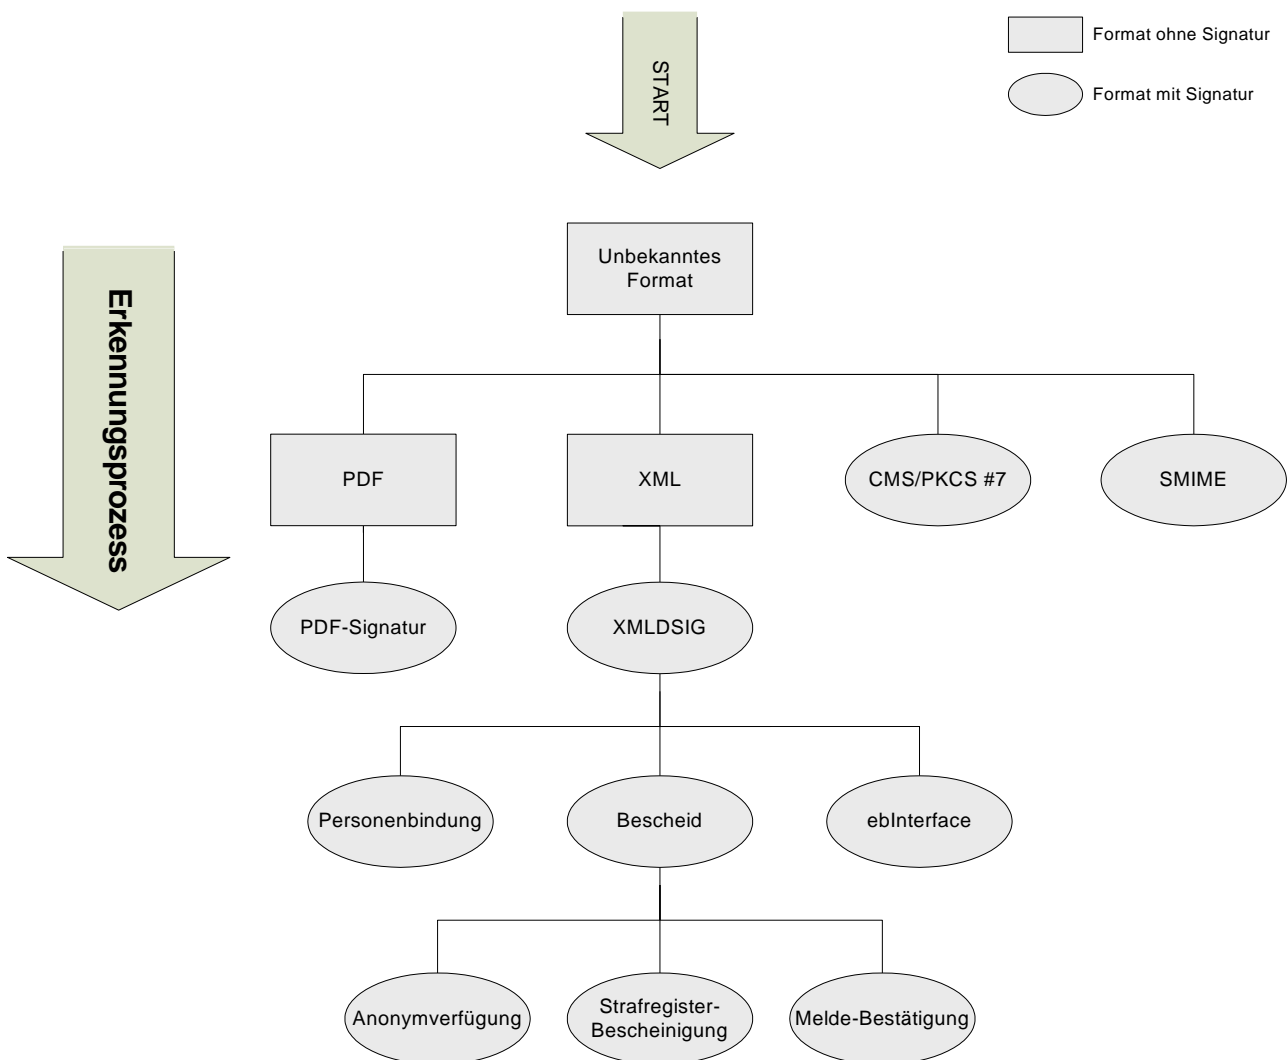 START
Format ohne Signatur
Format mit Signatur
Erkennungsprozess
Unbekanntes
Format
PDF
XML
CMS/PKCS #7
SMIME
PDF-Signatur
XMLDSIG
Personenbindung
Bescheid
ebInterface
Anonymverfügung
Strafregister-
Bescheinigung
Melde-Bestätigung